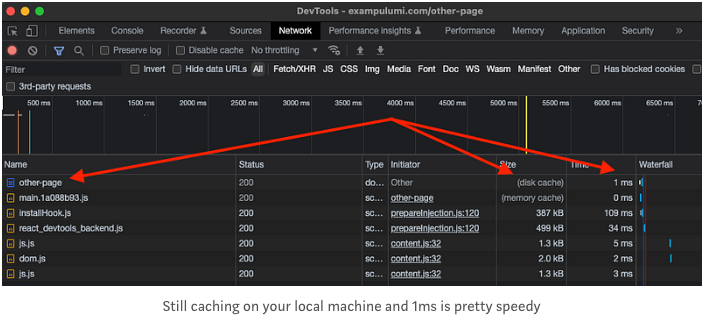 DevTools - exampulumi.com/other-page
Elements Console Recorder Sources Network Performance insights Performance Memory Application Security
Preserve log Disable cache No throttling
Filter Invert Hide data URLs All Fetch/XHR JS CSS Img Media Font Doc WS Wasm Manifest Other Has blocked cookies
3rd-party requests
500 ms 1000 ms 1500 ms 2000 ms 2500 ms 3000 ms 3500 ms 4000 ms 4500 ms 5000 ms 5500 ms 6000 ms 6500 ms
Name Status Type Initiator Size Time Waterfall
other-page 200 do... Other (disk cache) 1 ms
main.1a088b93.js 200 sc... other-page (memory cache) 0 ms
installHook.js 200 sc... prepareInjection.js:120 387 kB 109 ms
react_devtools_backend.js 200 sc... prepareInjection.js:120 499 kB 34 ms
js.js 200 sc... content.js:32 1.3 kB 5 ms
dom.js 200 sc... content.js:32 2.0 kB 2 ms
js.js 200 sc... content.js:32 1.3 kB 3 ms
Still caching on your local machine and 1ms is pretty speedy